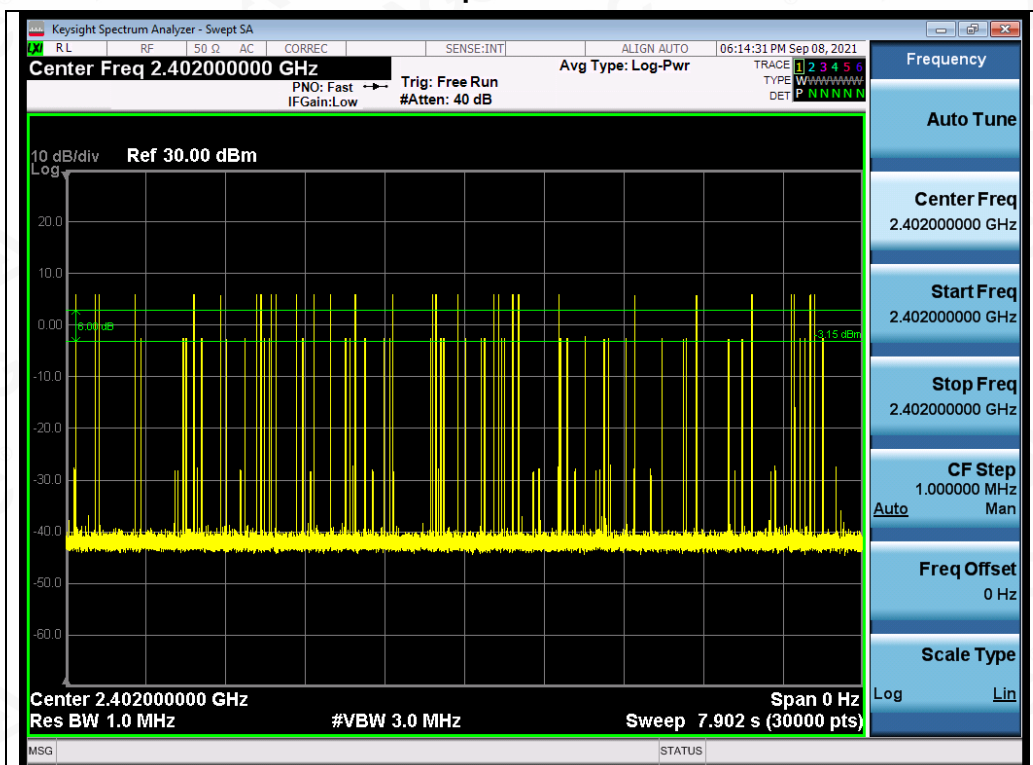 Keysight Spectrum Analyzer - Swept SA
LXI RL RF 50 Ω AC CORREC SENSE:INT ALIGN AUTO 06:14:31 PM Sep 08, 2021
Center Freq 2.402000000 GHz
Avg Type: Log-Pwr
TRACE 1 2 3 4 5 6
PNO: Fast Trig: Free Run
TYPE WWWWWW
IFGain:Low #Atten: 40 dB
DET P N N N N N
Frequency
Auto Tune
Center Freq
2.402000000 GHz
Start Freq
2.402000000 GHz
Stop Freq
2.402000000 GHz
CF Step
1.000000 MHz
Auto Man
Freq Offset
0 Hz
Scale Type
Log Lin
10 dB/div Ref 30.00 dBm
Log
20.0
10.0
0.00
6.00 dB
-3.15 dBm
-10.0
-20.0
-30.0
-40.0
-50.0
-60.0
Center 2.402000000 GHz Span 0 Hz
Res BW 1.0 MHz #VBW 3.0 MHz Sweep 7.902 s (30000 pts)
MSG STATUS